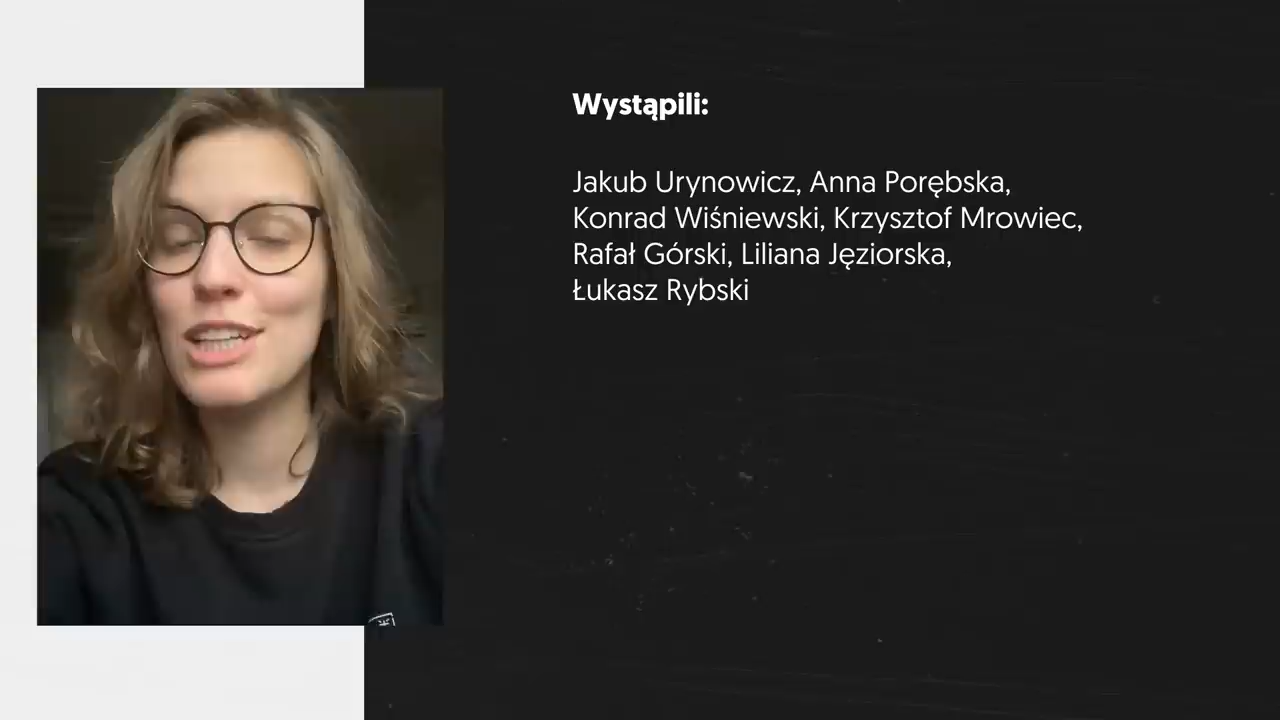 Wystąpili:
Jakub Urynowicz, Anna Porębska,
Konrad Wiśniewski, Krzysztof Mrowiec,
Rafał Górski, Liliana Jęziorska,
Łukasz Rybski